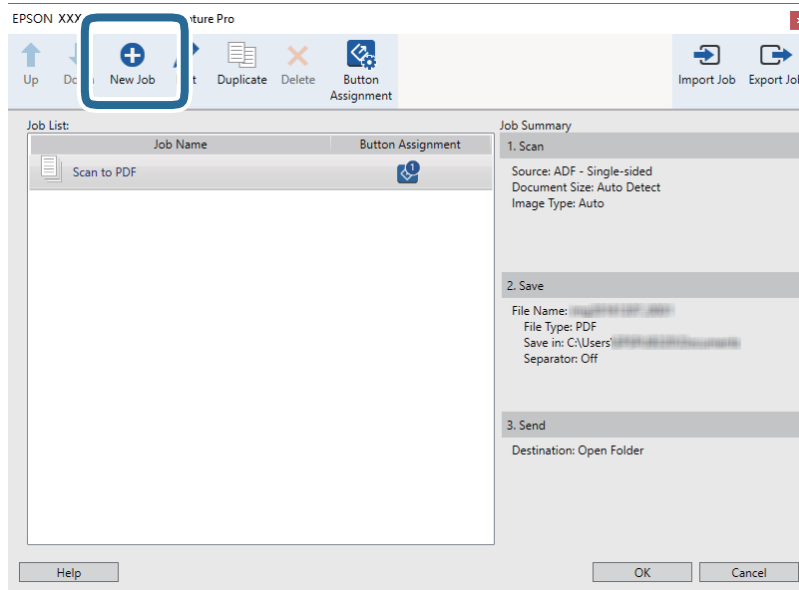 EPSON XXX ture Pro
Up Do n New Job t Duplicate Delete Button Assignment Import Job Export Jo
Job List:
Job Name Button Assignment
Scan to PDF 1
Job Summary
1. Scan
Source: ADF - Single-sided
Document Size: Auto Detect
Image Type: Auto
2. Save
File Name:
File Type: PDF
Save in: C:\Users\
Separator: Off
3. Send
Destination: Open Folder
Help OK Cancel